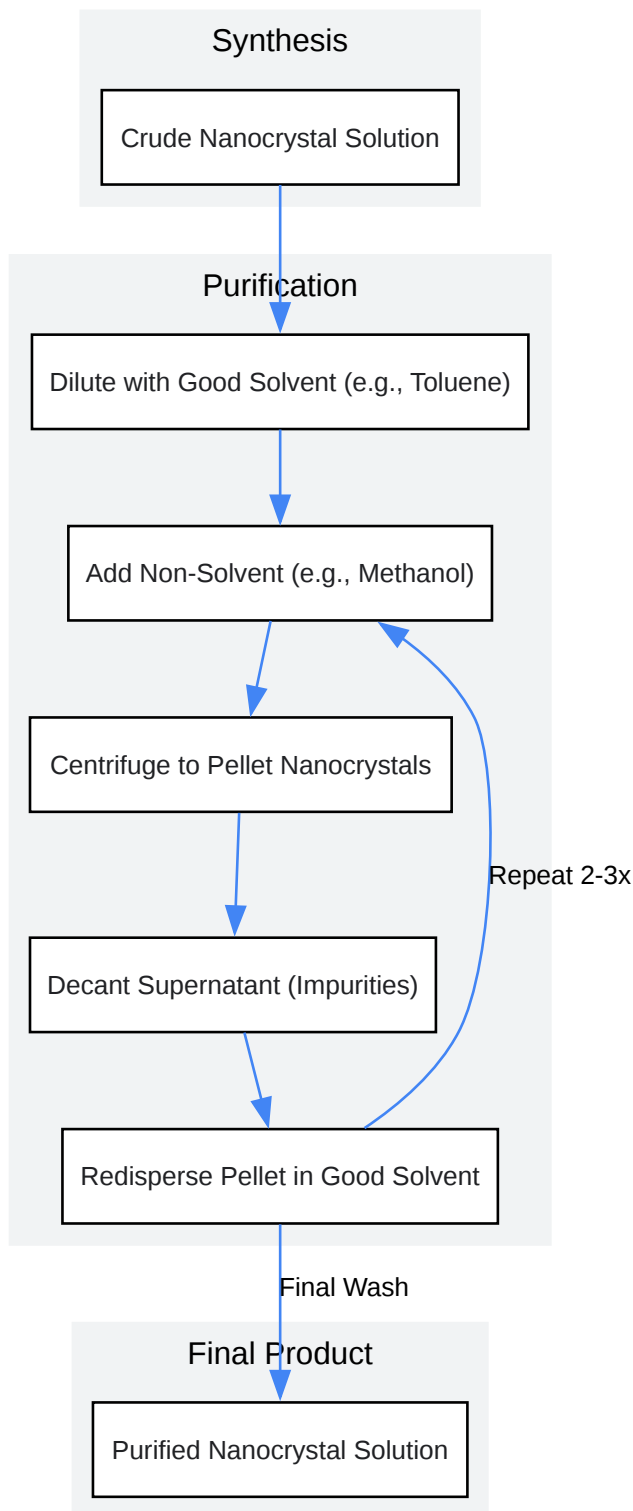 Synthesis
Crude Nanocrystal Solution
Purification
Dilute with Good Solvent (e.g., Toluene)
Add Non-Solvent (e.g., Methanol)
Centrifuge to Pellet Nanocrystals
Repeat 2-3x
Decant Supernatant (Impurities)
Redisperse Pellet in Good Solvent
Final Wash
Final Product
Purified Nanocrystal Solution